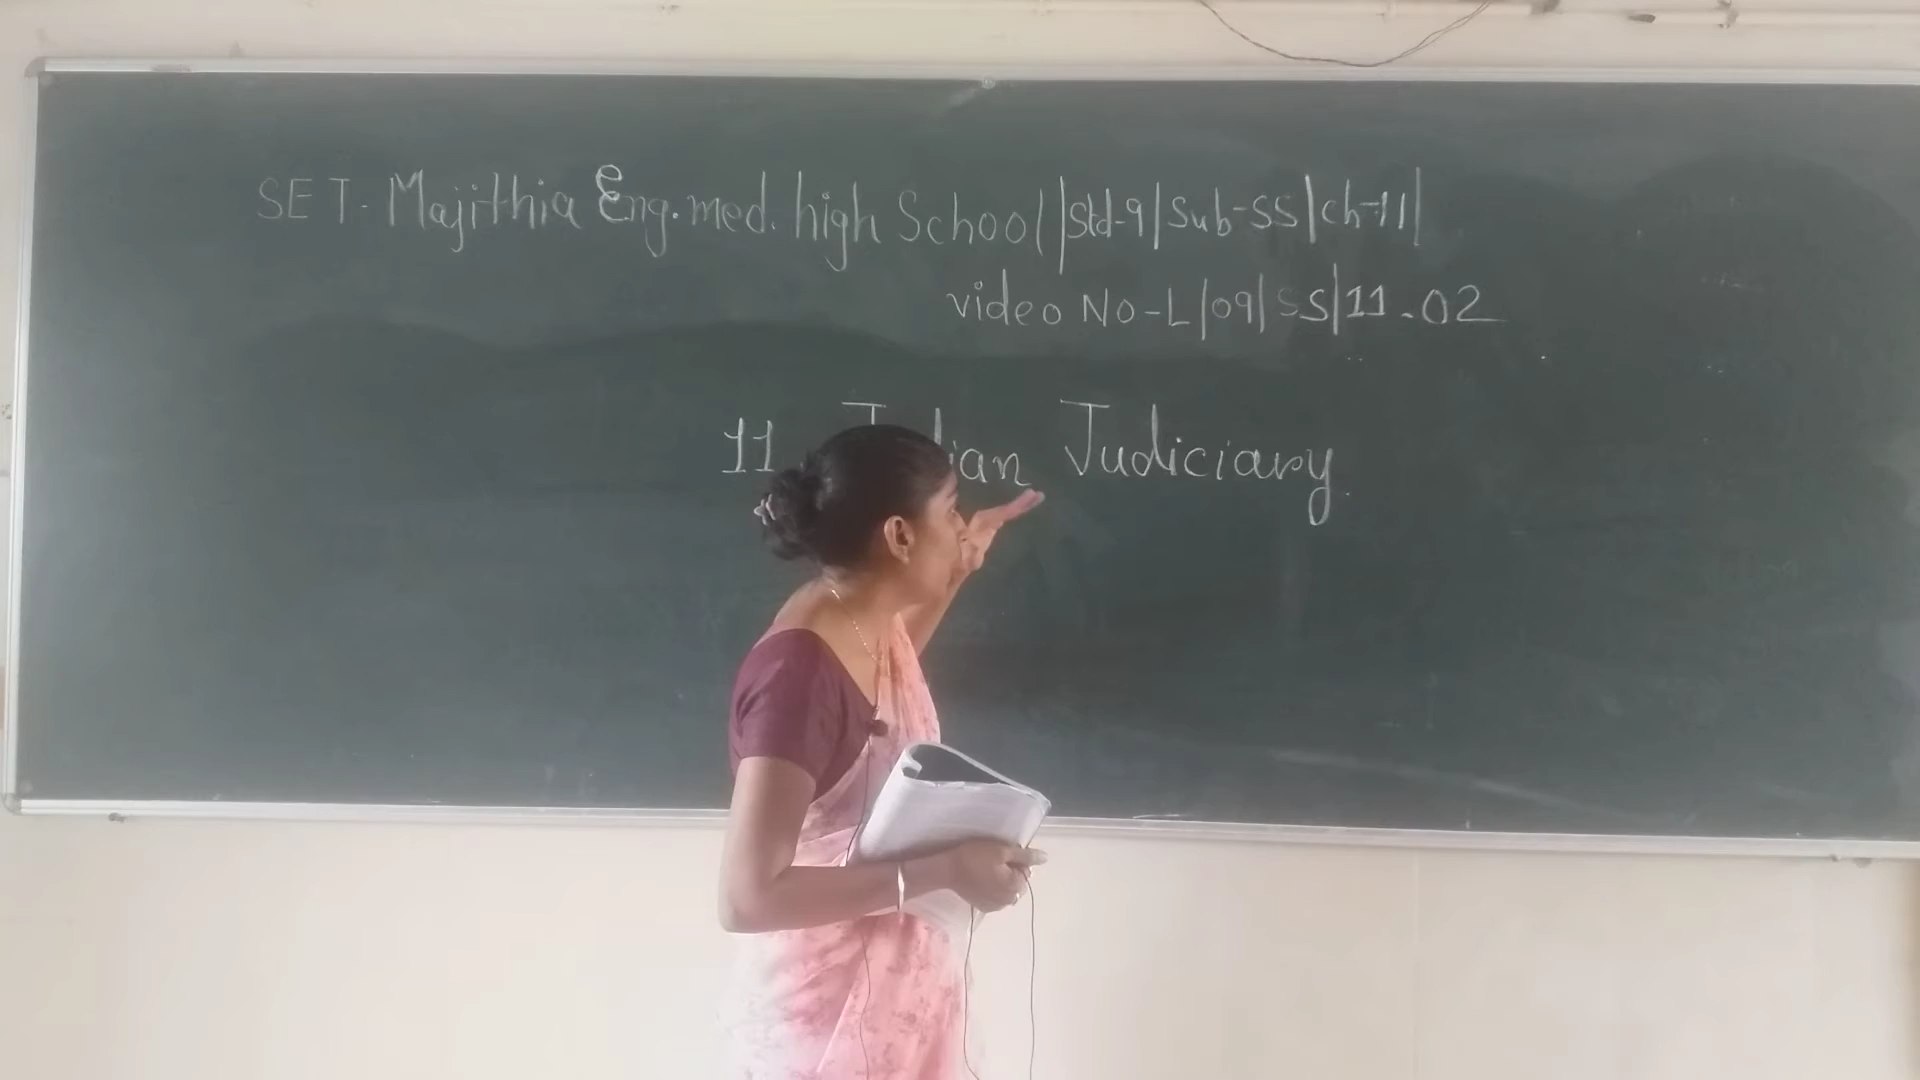 SET. Majithia Eng. med. high School | Std-9 | Sub-SS | Ch-11 |
video No-L/09/SS/11.02
11. Indian Judiciary.